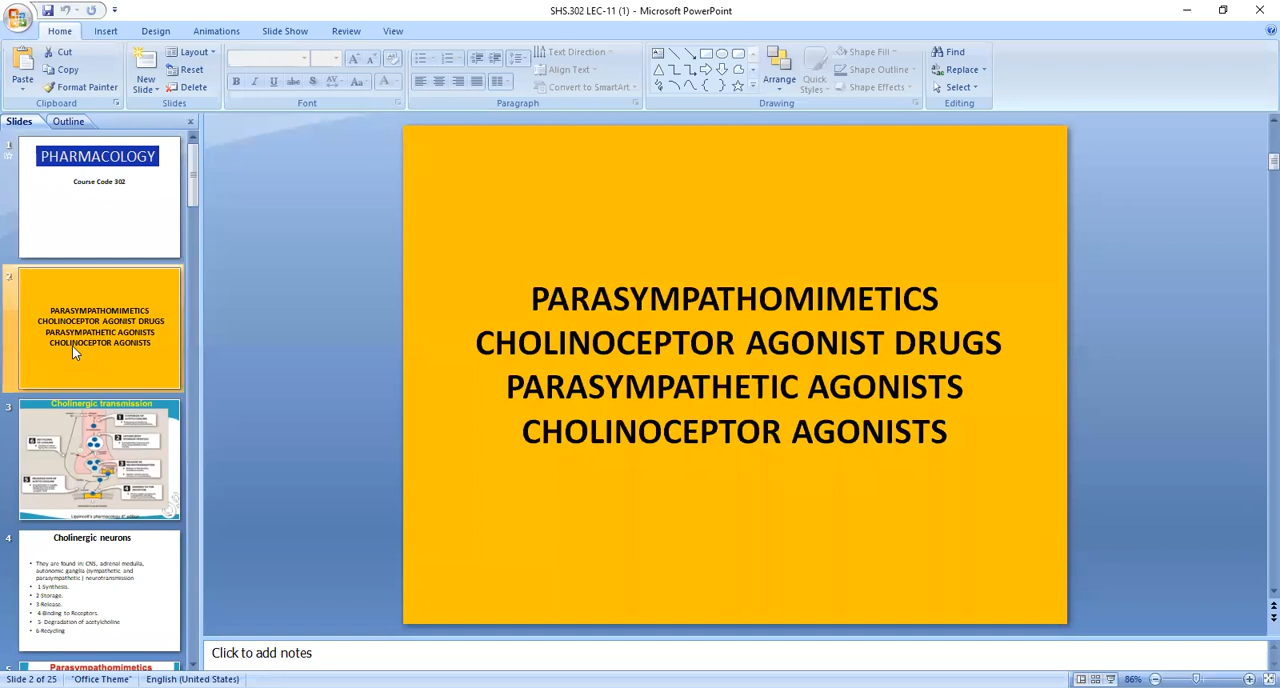 SHS.302 LEC-11 (1) - Microsoft PowerPoint
Home Insert Design Animations Slide Show Review View
Paste
Cut
Copy
Format Painter
Clipboard
New Slide
Layout
Reset
Delete
Slides
Font
Text Direction
Align Text
Convert to SmartArt
Paragraph
Arrange
Quick Styles
Shape Fill
Shape Outline
Shape Effects
Drawing
Find
Replace
Select
Editing
Slides Outline
1
PHARMACOLOGY
Course Code 302
2
PARASYMPATHOMIMETICS
CHOLINOCEPTOR AGONIST DRUGS
PARASYMPATHETIC AGONISTS
CHOLINOCEPTOR AGONISTS
3
Cholinergic transmission
4
Cholinergic neurons
• They are found in: CNS, adrenal medulla,
autonomic ganglia (sympathetic and
parasympathetic) neurotransmission
• 1-Synthesis.
• 2-Storage.
• 3-Release.
• 4-Binding to Receptors.
• 5- Degradation of acetylcholine
• 6-Recycling
5
Parasympathomimetics
PARASYMPATHOMIMETICS
CHOLINOCEPTOR AGONIST DRUGS
PARASYMPATHETIC AGONISTS
CHOLINOCEPTOR AGONISTS
Click to add notes
Slide 2 of 25 "Office Theme" English (United States) 86%